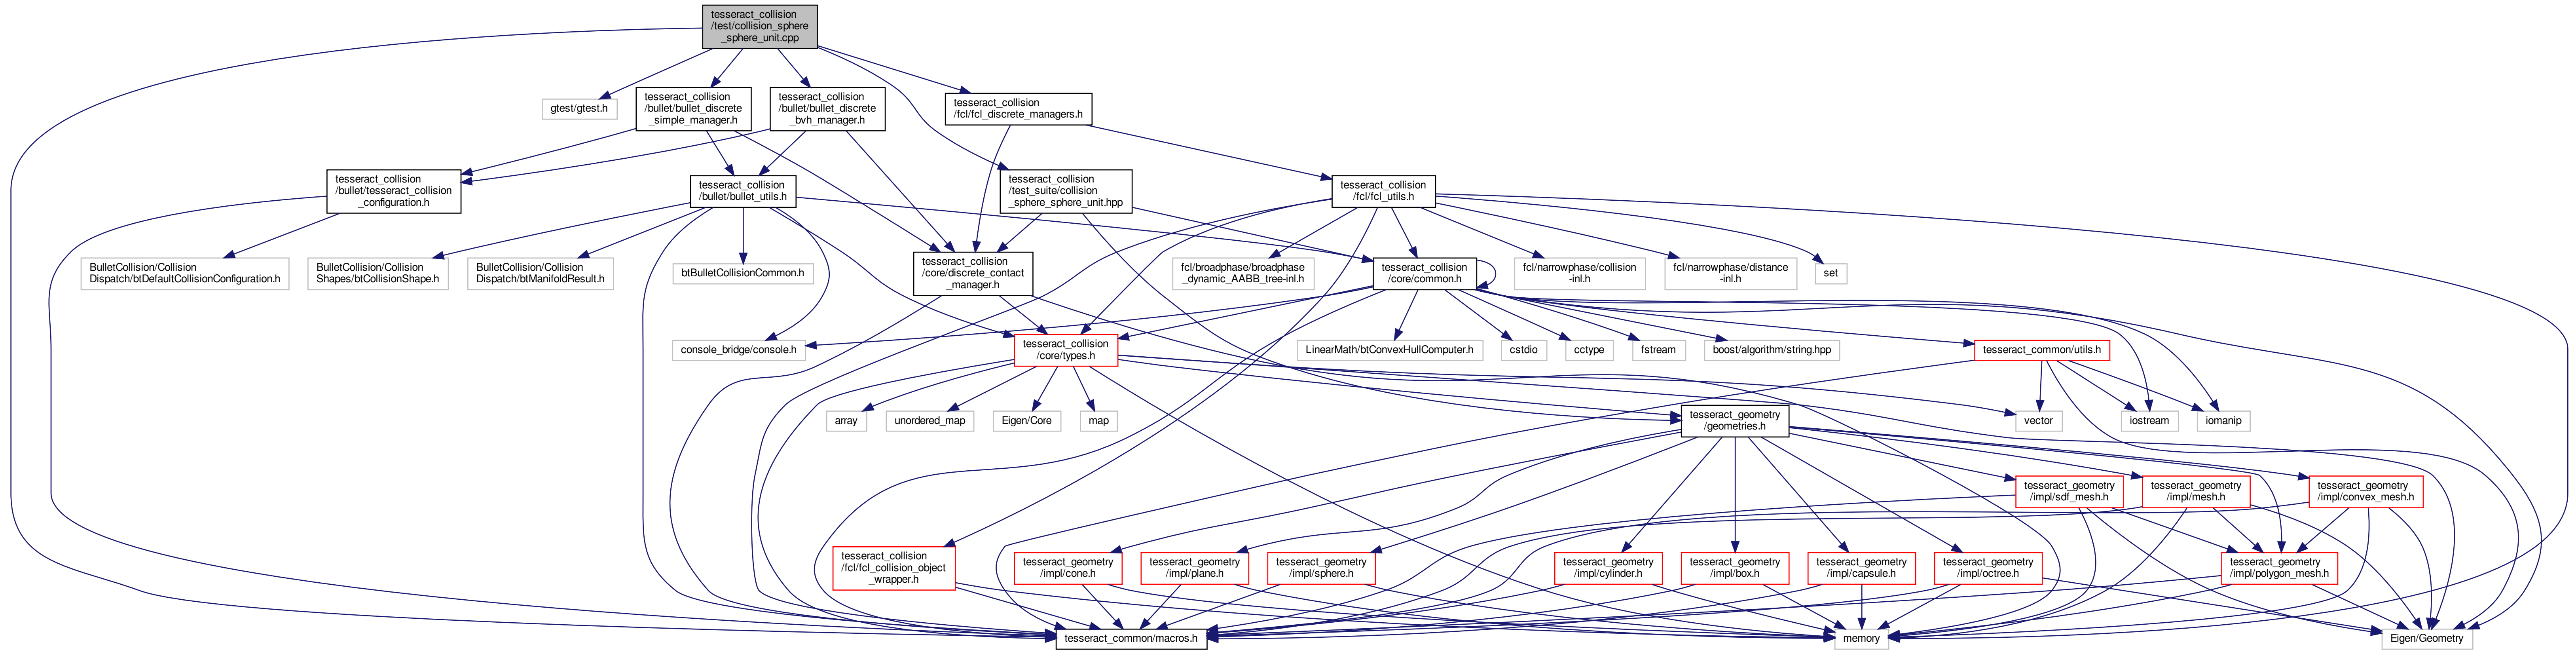 tesseract_collision
/test/collision_sphere
_sphere_unit.cpp
gtest/gtest.h
tesseract_collision
/bullet/bullet_discrete
_simple_manager.h
tesseract_collision
/bullet/bullet_discrete
_bvh_manager.h
tesseract_collision
/fcl/fcl_discrete_managers.h
tesseract_collision
/bullet/tesseract_collision
_configuration.h
tesseract_collision
/bullet/bullet_utils.h
tesseract_collision
/test_suite/collision
_sphere_sphere_unit.hpp
tesseract_collision
/fcl/fcl_utils.h
BulletCollision/Collision
Dispatch/btDefaultCollisionConfiguration.h
BulletCollision/Collision
Shapes/btCollisionShape.h
BulletCollision/Collision
Dispatch/btManifoldResult.h
btBulletCollisionCommon.h
tesseract_collision
/core/discrete_contact
_manager.h
fcl/broadphase/broadphase
_dynamic_AABB_tree-inl.h
tesseract_collision
/core/common.h
fcl/narrowphase/collision
-inl.h
fcl/narrowphase/distance
-inl.h
set
console_bridge/console.h
tesseract_collision
/core/types.h
LinearMath/btConvexHullComputer.h
cstdio
cctype
fstream
boost/algorithm/string.hpp
tesseract_common/utils.h
array
unordered_map
Eigen/Core
map
tesseract_geometry
/geometries.h
vector
iostream
iomanip
tesseract_geometry
/impl/sdf_mesh.h
tesseract_geometry
/impl/mesh.h
tesseract_geometry
/impl/convex_mesh.h
tesseract_collision
/fcl/fcl_collision_object
_wrapper.h
tesseract_geometry
/impl/cone.h
tesseract_geometry
/impl/plane.h
tesseract_geometry
/impl/sphere.h
tesseract_geometry
/impl/cylinder.h
tesseract_geometry
/impl/box.h
tesseract_geometry
/impl/capsule.h
tesseract_geometry
/impl/octree.h
tesseract_geometry
/impl/polygon_mesh.h
tesseract_common/macros.h
memory
Eigen/Geometry